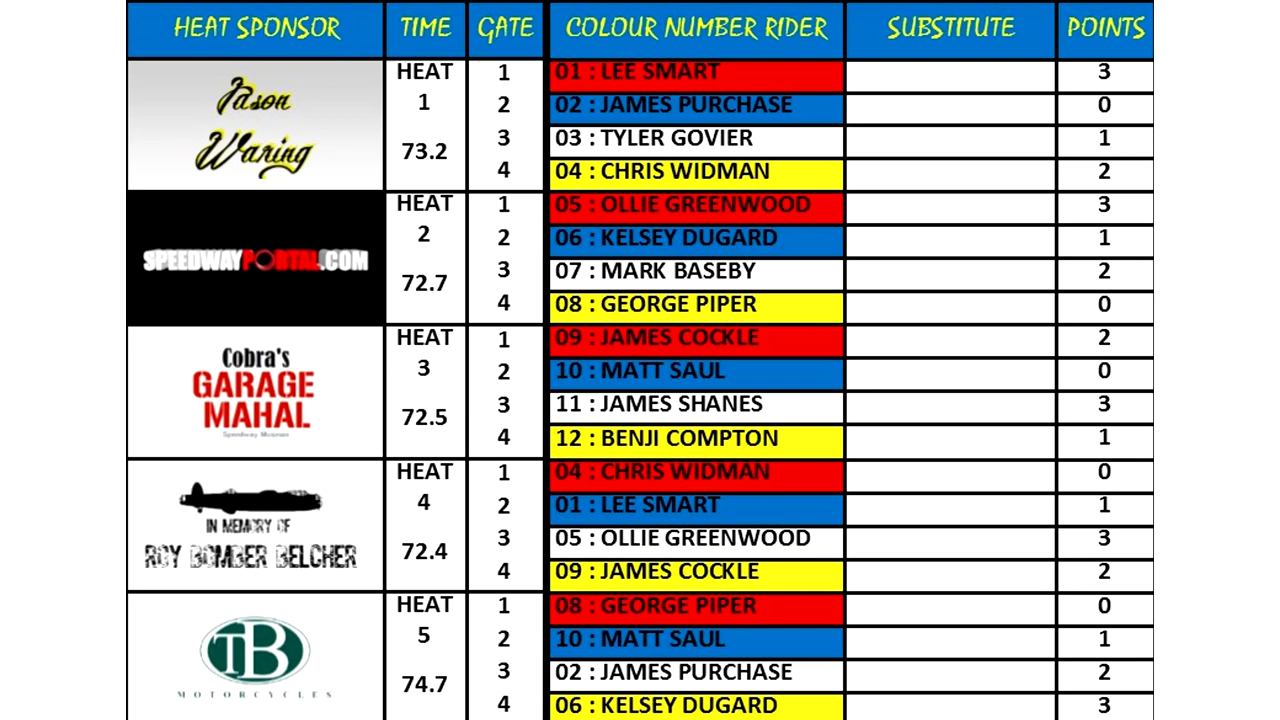 HEAT SPONSOR TIME GATE COLOUR NUMBER RIDER SUBSTITUTE POINTS
Jason Waring
HEAT 1 73.2
1 01 : LEE SMART 3
2 02 : JAMES PURCHASE 0
3 03 : TYLER GOVIER 1
4 04 : CHRIS WIDMAN 2
SPEEDWAYPORTAL.COM
HEAT 2 72.7
1 05 : OLLIE GREENWOOD 3
2 06 : KELSEY DUGARD 1
3 07 : MARK BASEBY 2
4 08 : GEORGE PIPER 0
Cobra's
GARAGE
MAHAL
Speedway Museum
HEAT 3 72.5
1 09 : JAMES COCKLE 2
2 10 : MATT SAUL 0
3 11 : JAMES SHANES 3
4 12 : BENJI COMPTON 1
IN MEMORY OF
ROY BOMBER BELCHER
HEAT 4 72.4
1 04 : CHRIS WIDMAN 0
2 01 : LEE SMART 1
3 05 : OLLIE GREENWOOD 3
4 09 : JAMES COCKLE 2
TB
MOTORCYCLES
HEAT 5 74.7
1 08 : GEORGE PIPER 0
2 10 : MATT SAUL 1
3 02 : JAMES PURCHASE 2
4 06 : KELSEY DUGARD 3